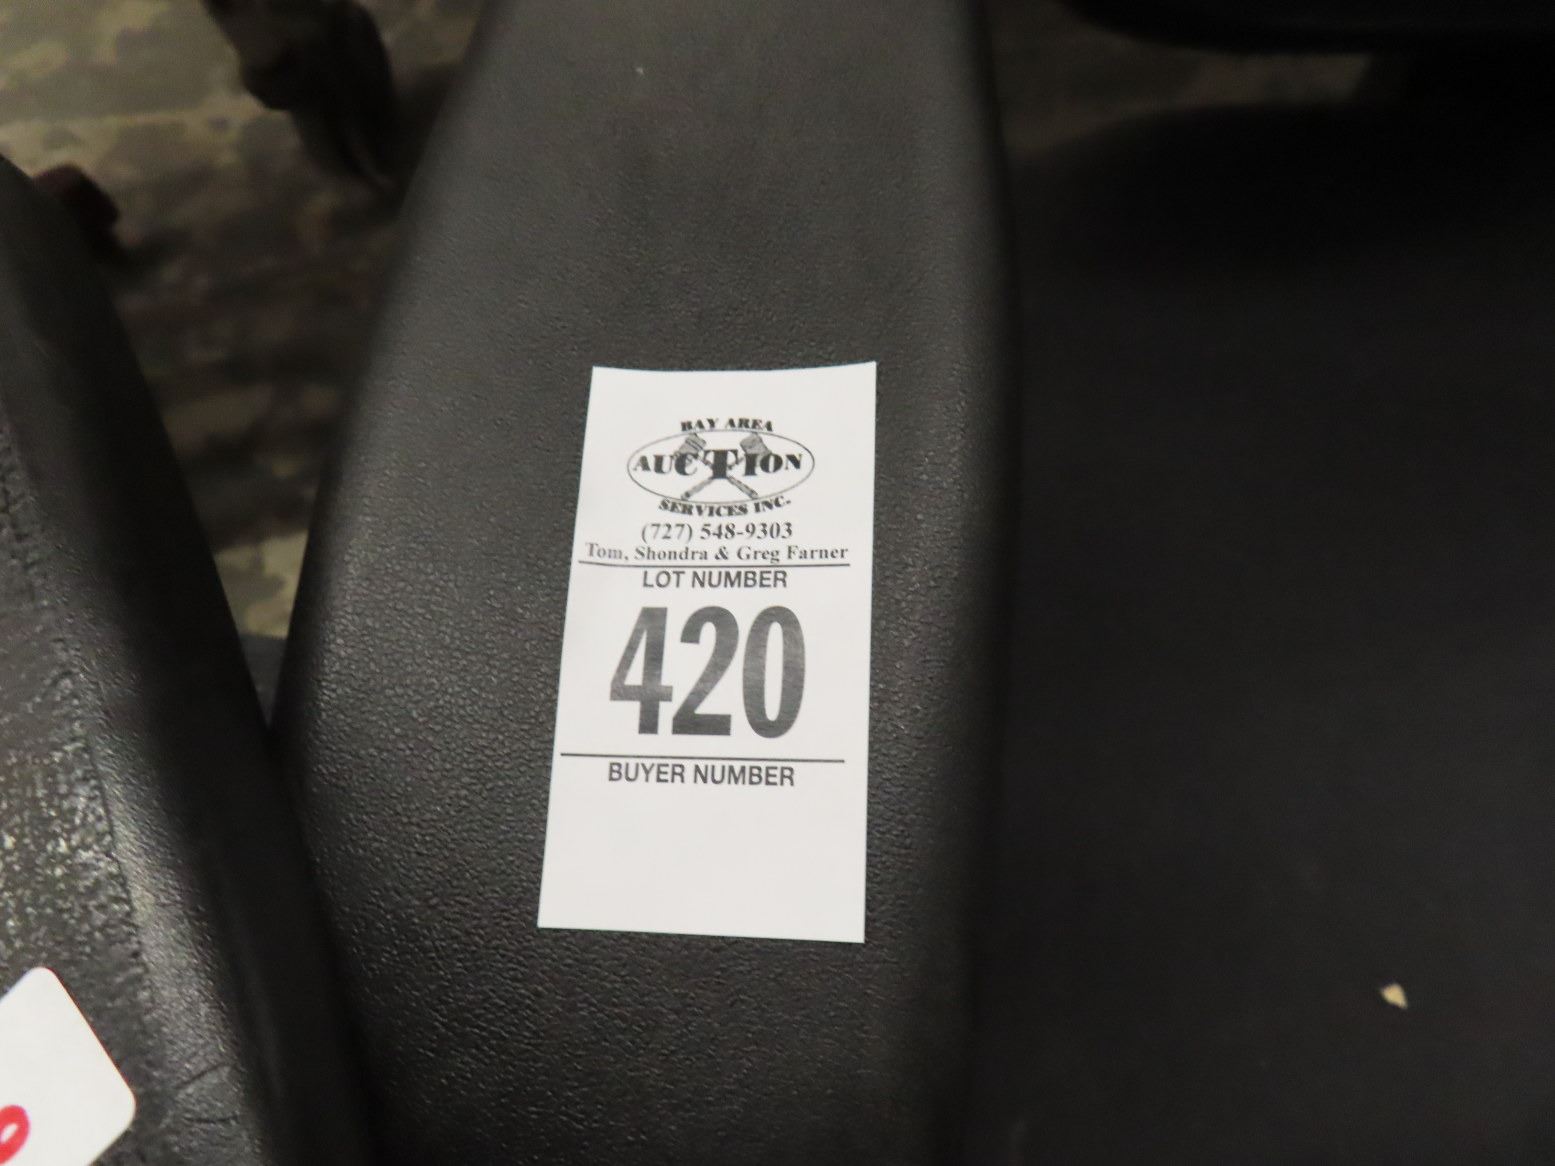 BAY AREA
AUCTION
SERVICES INC.
(727) 548-9303
Tom, Shondra & Greg Farner
LOT NUMBER
420
BUYER NUMBER